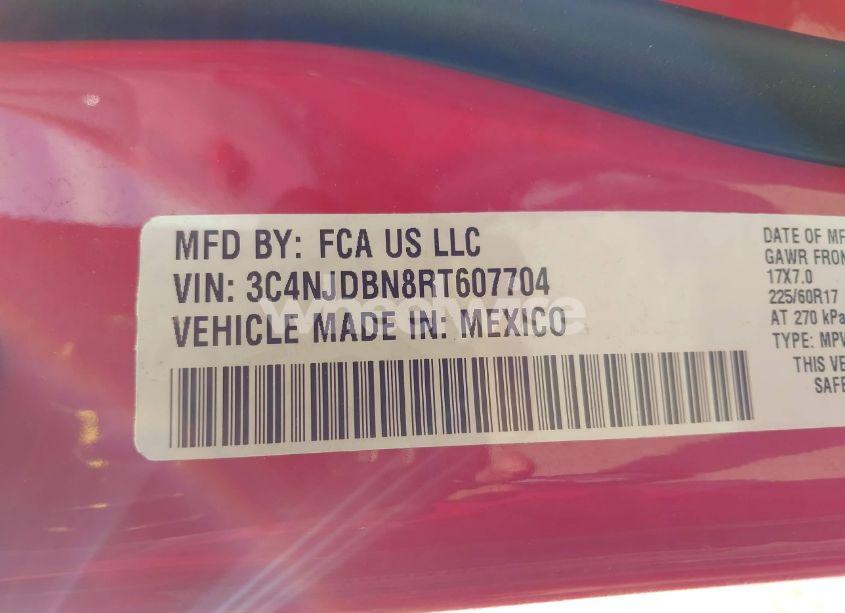 MFD BY: FCA US LLC
VIN: 3C4NJDBN8RT607704
VEHICLE MADE IN: MEXICO
wheelwire
DATE OF MF
GAWR FRON
17X7.0
225/60R17
AT 270 kPa
TYPE: MPV
THIS VE
SAFE